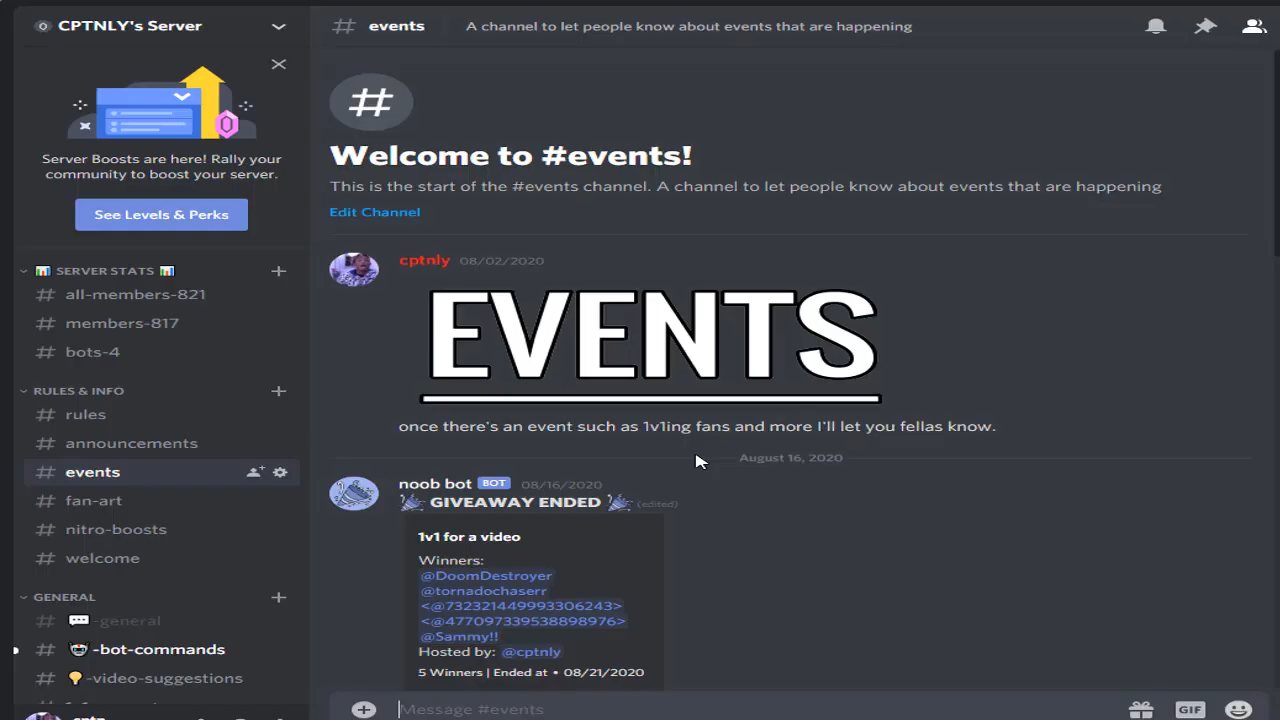 CPTNLY's Server
Server Boosts are here! Rally your
community to boost your server.
See Levels & Perks
SERVER STATS
# all-members-821
# members-817
# bots-4
RULES & INFO
# rules
# announcements
# events
# fan-art
# nitro-boosts
# welcome
GENERAL
# -general
# -bot-commands
# -video-suggestions
# events
A channel to let people know about events that are happening
#
Welcome to #events!
This is the start of the #events channel. A channel to let people know about events that are happening
Edit Channel
cptnly 08/02/2020
EVENTS
once there's an event such as 1v1ing fans and more I'll let you fellas know.
August 16, 2020
noob bot BOT 08/16/2020
GIVEAWAY ENDED (edited)
1v1 for a video
Winners:
@DoomDestroyer
@tornadochaserr
<@732321449993306243>
<@477097339538898976>
@Sammy!!
Hosted by: @cptnly
5 Winners | Ended at • 08/21/2020
Message #events
GIF